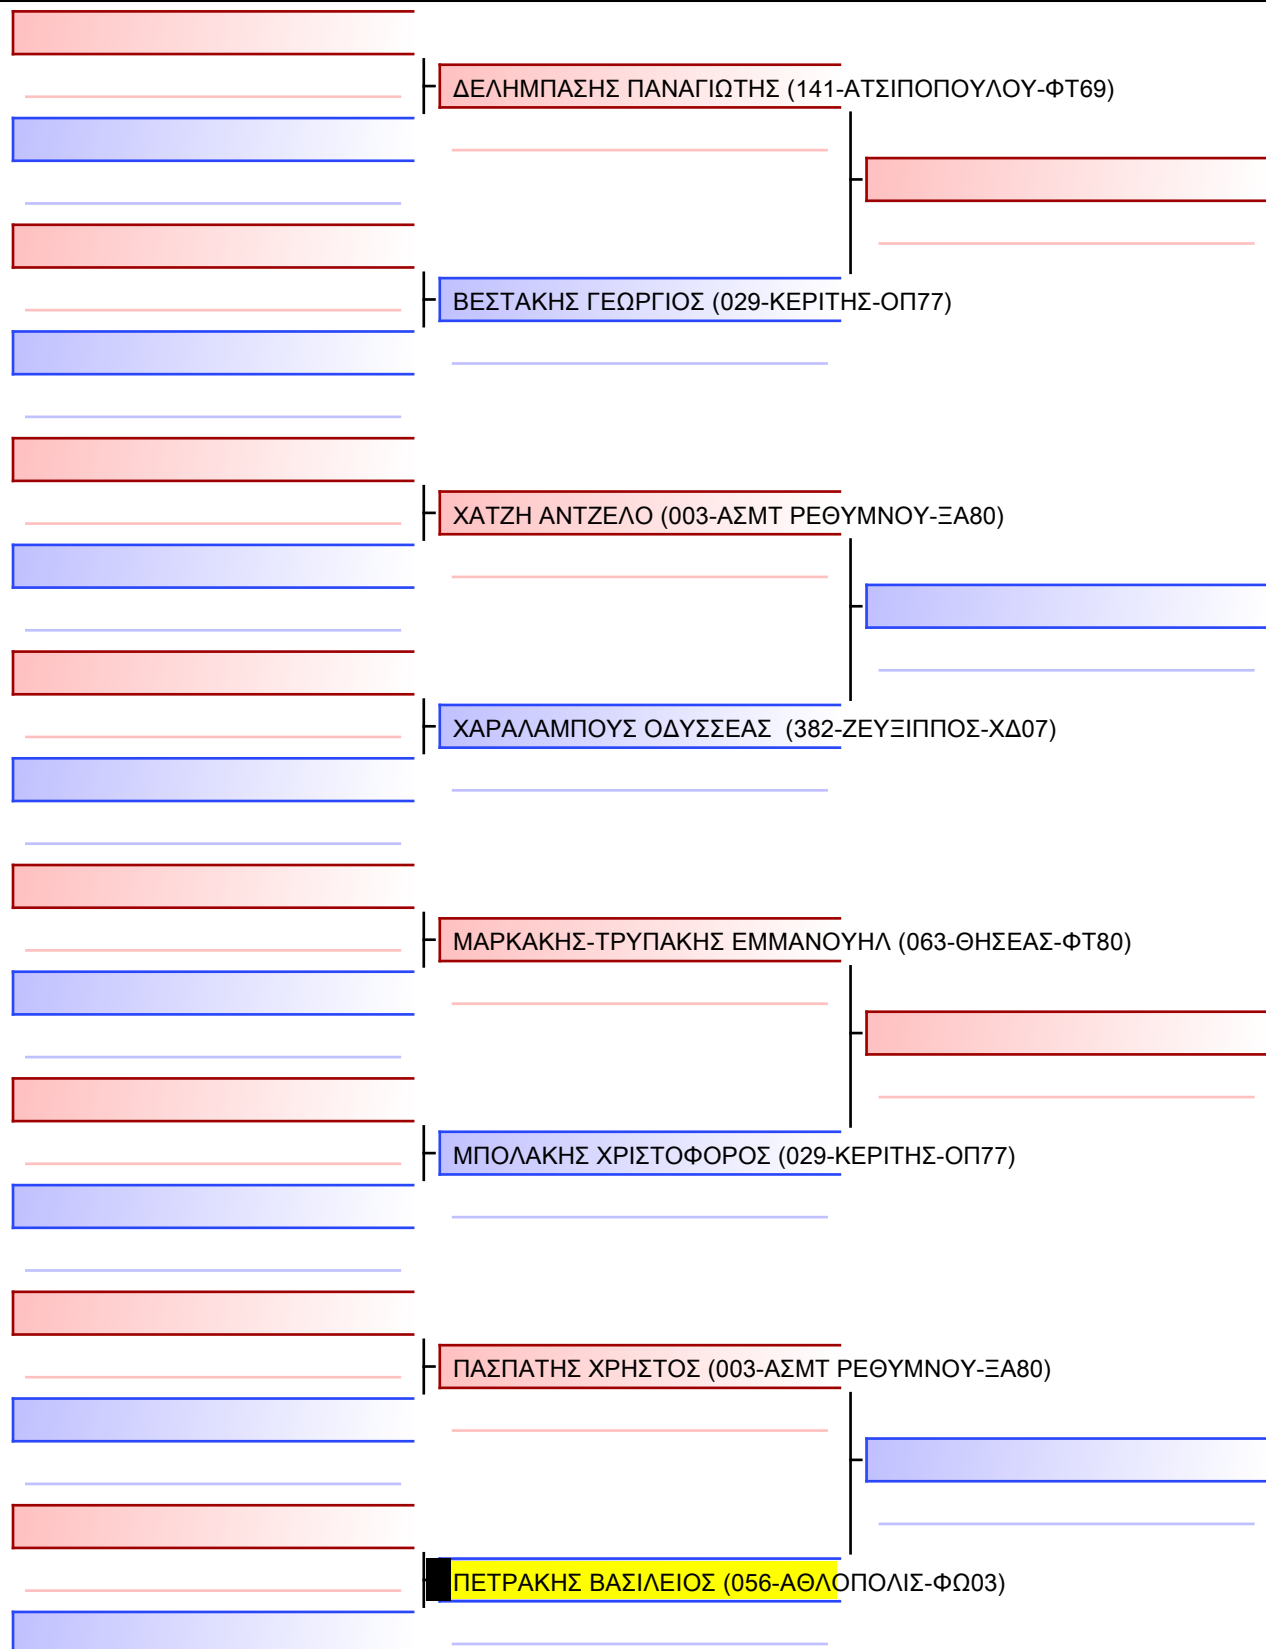 ΔΕΛΗΜΠΑΣΗΣ ΠΑΝΑΓΙΩΤΗΣ (141-ΑΤΣΙΠΟΠΟΥΛΟΥ-ΦΤ69)
ΒΕΣΤΑΚΗΣ ΓΕΩΡΓΙΟΣ (029-ΚΕΡΙΤΗΣ-ΟΠ77)
ΧΑΤΖΗ ΑΝΤΖΕΛΟ (003-ΑΣΜΤ ΡΕΘΥΜΝΟΥ-ΞΑ80)
ΧΑΡΑΛΑΜΠΟΥΣ ΟΔΥΣΣΕΑΣ (382-ΖΕΥΞΙΠΠΟΣ-ΧΔ07)
ΜΑΡΚΑΚΗΣ-ΤΡΥΠΑΚΗΣ ΕΜΜΑΝΟΥΗΛ (063-ΘΗΣΕΑΣ-ΦΤ80)
ΜΠΟΛΑΚΗΣ ΧΡΙΣΤΟΦΟΡΟΣ (029-ΚΕΡΙΤΗΣ-ΟΠ77)
ΠΑΣΠΑΤΗΣ ΧΡΗΣΤΟΣ (003-ΑΣΜΤ ΡΕΘΥΜΝΟΥ-ΞΑ80)
ΠΕΤΡΑΚΗΣ ΒΑΣΙΛΕΙΟΣ (056-ΑΘΛΟΠΟΛΙΣ-ΦΩ03)